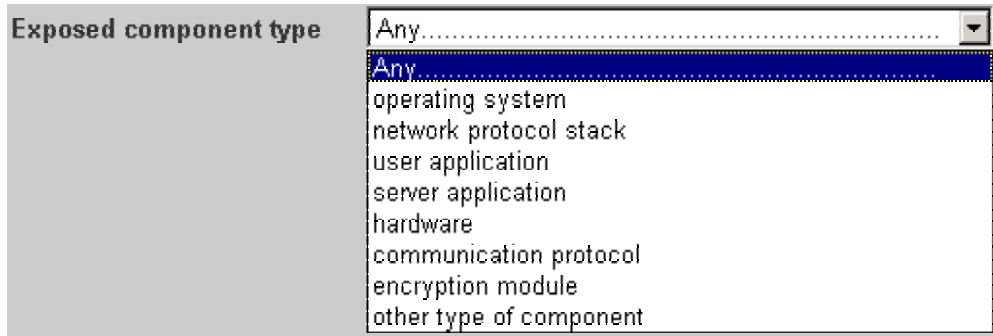 Exposed component type Any..................................................................
Any..................................................................
operating system
network protocol stack
user application
server application
hardware
communication protocol
encryption module
other type of component